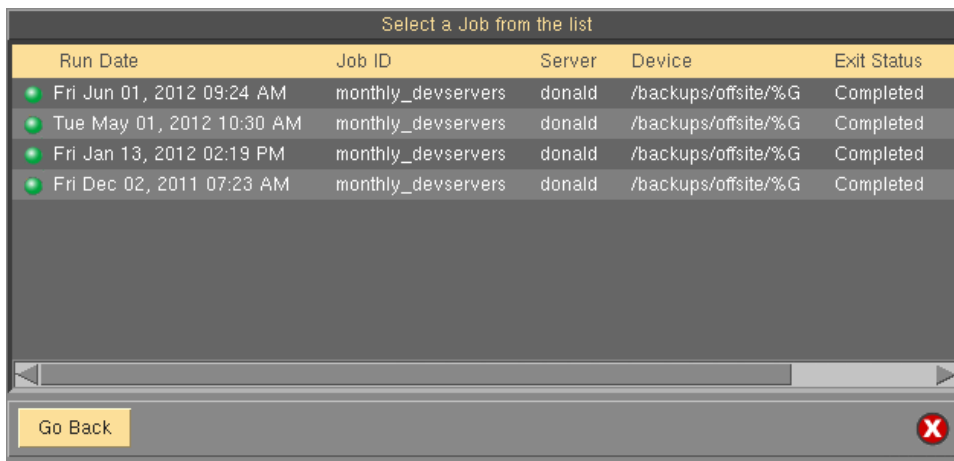 Select a Job from the list
Run Date Job ID Server Device Exit Status
Fri Jun 01, 2012 09:24 AM monthly_devservers donald /backups/offsite/%G Completed
Tue May 01, 2012 10:30 AM monthly_devservers donald /backups/offsite/%G Completed
Fri Jan 13, 2012 02:19 PM monthly_devservers donald /backups/offsite/%G Completed
Fri Dec 02, 2011 07:23 AM monthly_devservers donald /backups/offsite/%G Completed
Go Back